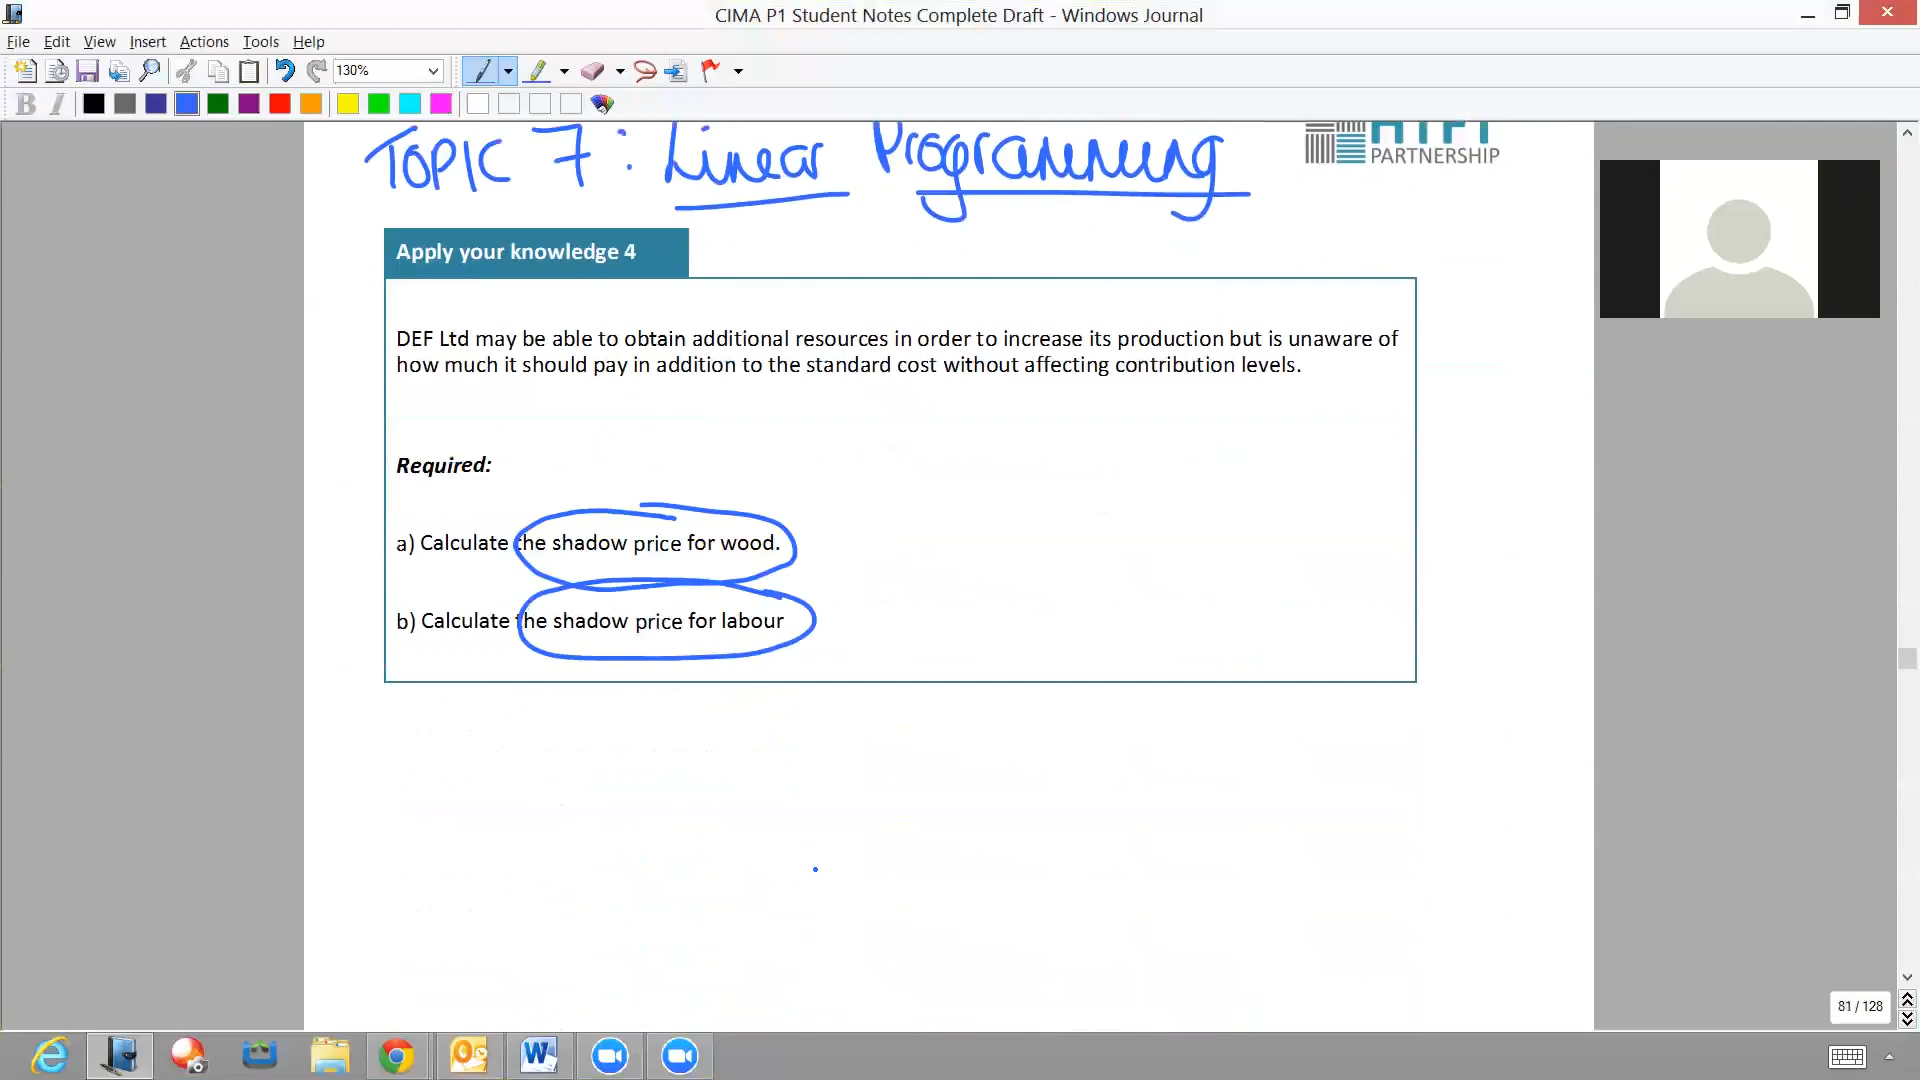 CIMA P1 Student Notes Complete Draft - Windows Journal
File Edit View Insert Actions Tools Help
130%
B I
TOPIC 7 : Linear Programming
PARTNERSHIP
Apply your knowledge 4
DEF Ltd may be able to obtain additional resources in order to increase its production but is unaware of
how much it should pay in addition to the standard cost without affecting contribution levels.
Required:
a) Calculate the shadow price for wood.
b) Calculate the shadow price for labour
81 / 128